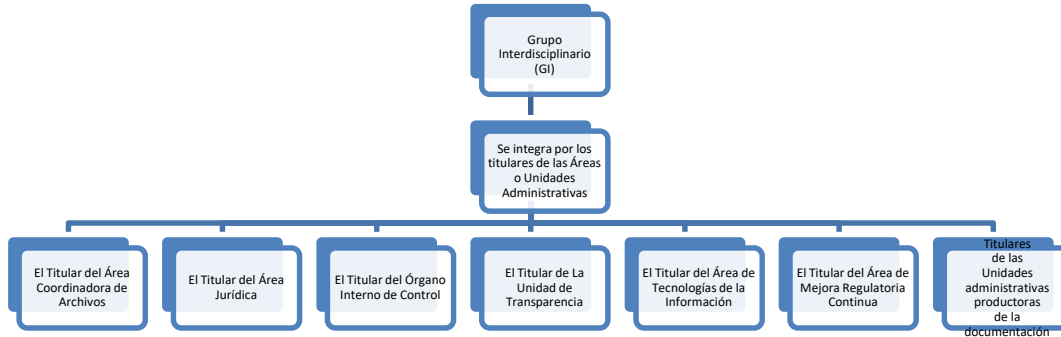 Grupo
Interdisciplinario
(GI)
Se integra por los
titulares de las Áreas
o Unidades
Administrativas
El Titular del Área
Coordinadora de
Archivos
El Titular del Área
Jurídica
El Titular del Órgano
Interno de Control
El Titular de La
Unidad de
Transparencia
El Titular del Área de
Tecnologías de la
Información
El Titular del Área de
Mejora Regulatoria
Continua
Titulares
de las
Unidades
administrativas
productoras
de la
documentación